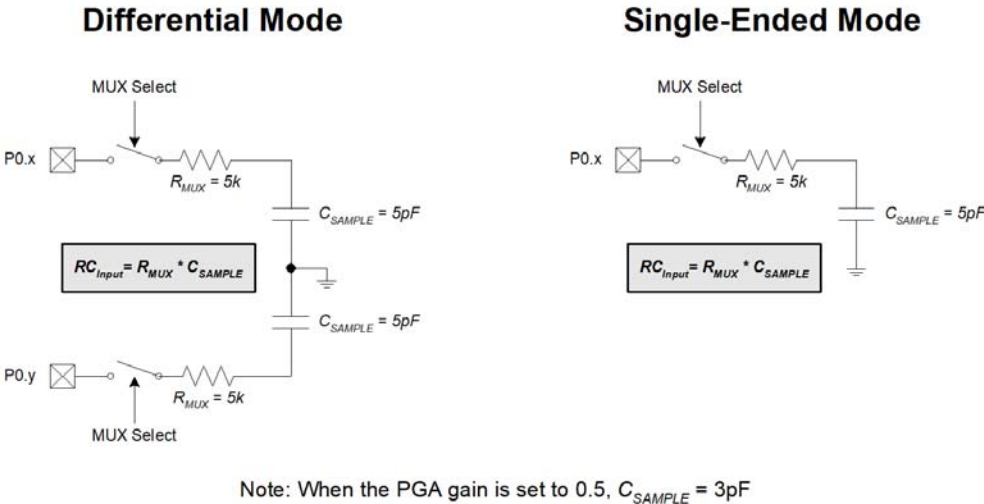 Differential Mode
MUX Select
P0.x
R_MUX = 5k
C_SAMPLE = 5pF
RC_Input = R_MUX * C_SAMPLE
C_SAMPLE = 5pF
P0.y
R_MUX = 5k
MUX Select
Single-Ended Mode
MUX Select
P0.x
R_MUX = 5k
C_SAMPLE = 5pF
RC_Input = R_MUX * C_SAMPLE
Note: When the PGA gain is set to 0.5, C_SAMPLE = 3pF